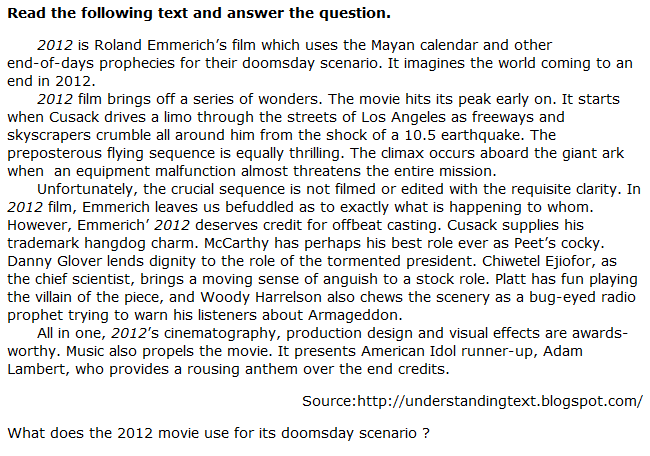 Read the following text and answer the question.
2012 is Roland Emmerich’s film which uses the Mayan calendar and other
end-of-days prophecies for their doomsday scenario. It imagines the world coming to an
end in 2012.
2012 film brings off a series of wonders. The movie hits its peak early on. It starts
when Cusack drives a limo through the streets of Los Angeles as freeways and
skyscrapers crumble all around him from the shock of a 10.5 earthquake. The
preposterous flying sequence is equally thrilling. The climax occurs aboard the giant ark
when an equipment malfunction almost threatens the entire mission.
Unfortunately, the crucial sequence is not filmed or edited with the requisite clarity. In
2012 film, Emmerich leaves us befuddled as to exactly what is happening to whom.
However, Emmerich’ 2012 deserves credit for offbeat casting. Cusack supplies his
trademark hangdog charm. McCarthy has perhaps his best role ever as Peet’s cocky.
Danny Glover lends dignity to the role of the tormented president. Chiwetel Ejiofor, as
the chief scientist, brings a moving sense of anguish to a stock role. Platt has fun playing
the villain of the piece, and Woody Harrelson also chews the scenery as a bug-eyed radio
prophet trying to warn his listeners about Armageddon.
All in one, 2012’s cinematography, production design and visual effects are awards-
worthy. Music also propels the movie. It presents American Idol runner-up, Adam
Lambert, who provides a rousing anthem over the end credits.
Source:http://understandingtext.blogspot.com/
What does the 2012 movie use for its doomsday scenario ?